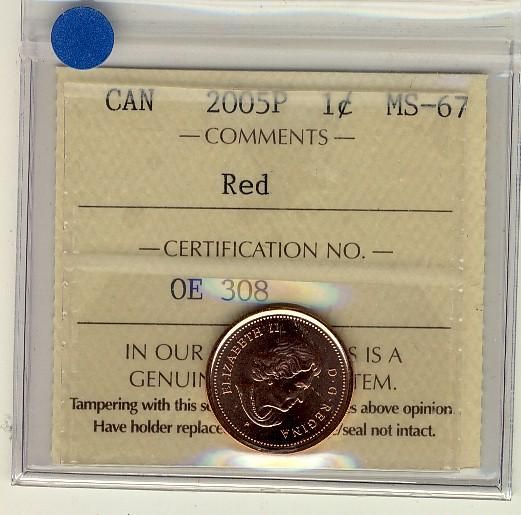 CAN 2005P 1¢ MS-67
— COMMENTS —
Red
— CERTIFICATION NO. —
OE 308
IN OUR S IS A
GENUIN TEM.
Tampering with this s s above opinion
Have holder replace /seal not intact.
ELIZABETH II D·G·REGINA
P